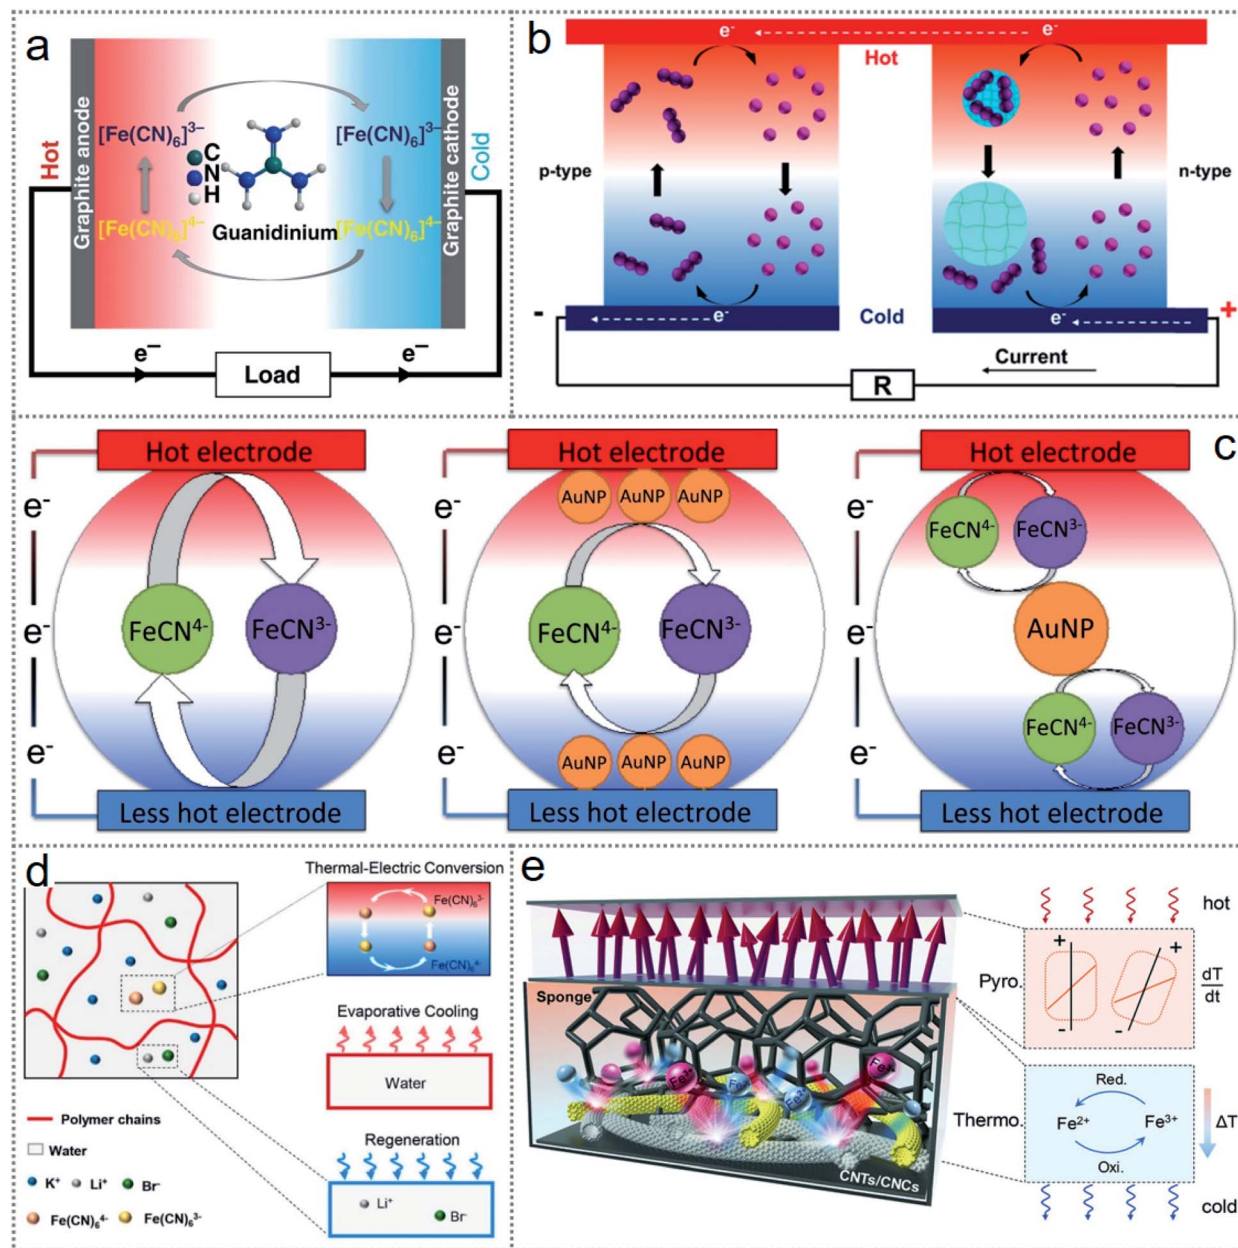 a
Hot
Graphite anode
[Fe(CN)₆]³⁻
[Fe(CN)₆]⁴⁻
C
N
H
Guanidinium
[Fe(CN)₆]³⁻
[Fe(CN)₆]⁴⁻
Graphite cathode
Cold
e⁻
Load
e⁻
b
e⁻
e⁻
Hot
p-type
n-type
-
e⁻
Cold
e⁻
+
Current
R
c
Hot electrode
e⁻
e⁻
e⁻
FeCN⁴⁻
FeCN³⁻
Less hot electrode
Hot electrode
AuNP
AuNP
AuNP
e⁻
e⁻
e⁻
FeCN⁴⁻
FeCN³⁻
AuNP
AuNP
AuNP
Less hot electrode
Hot electrode
e⁻
e⁻
e⁻
FeCN⁴⁻
FeCN³⁻
AuNP
FeCN⁴⁻
FeCN³⁻
Less hot electrode
d
Thermal-Electric Conversion
Fe(CN)₆³⁻
Fe(CN)₆⁴⁻
Evaporative Cooling
Water
Regeneration
Li⁺
Br⁻
Polymer chains
Water
K⁺ Li⁺ Br⁻
Fe(CN)₆⁴⁻ Fe(CN)₆³⁻
e
Sponge
Fe³⁺
Fe²⁺
Fe²⁺
Fe³⁺
CNTs/CNCs
hot
Pyro.
+
-
+
-
dT
dt
Thermo.
Red.
Fe²⁺
Fe³⁺
Oxi.
ΔT
cold